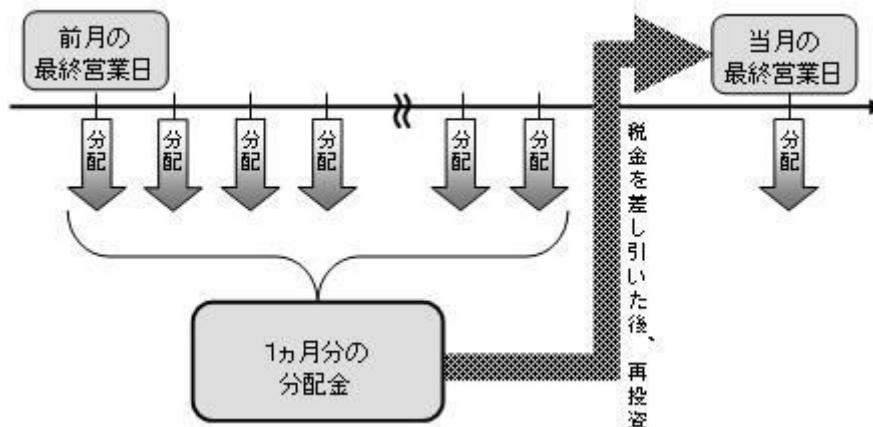 前月の
最終営業日
当月の
最終営業日
分配
分配
分配
分配
分配
分配
分配
税金を差し引いた後、再投資
1ヵ月分の
分配金